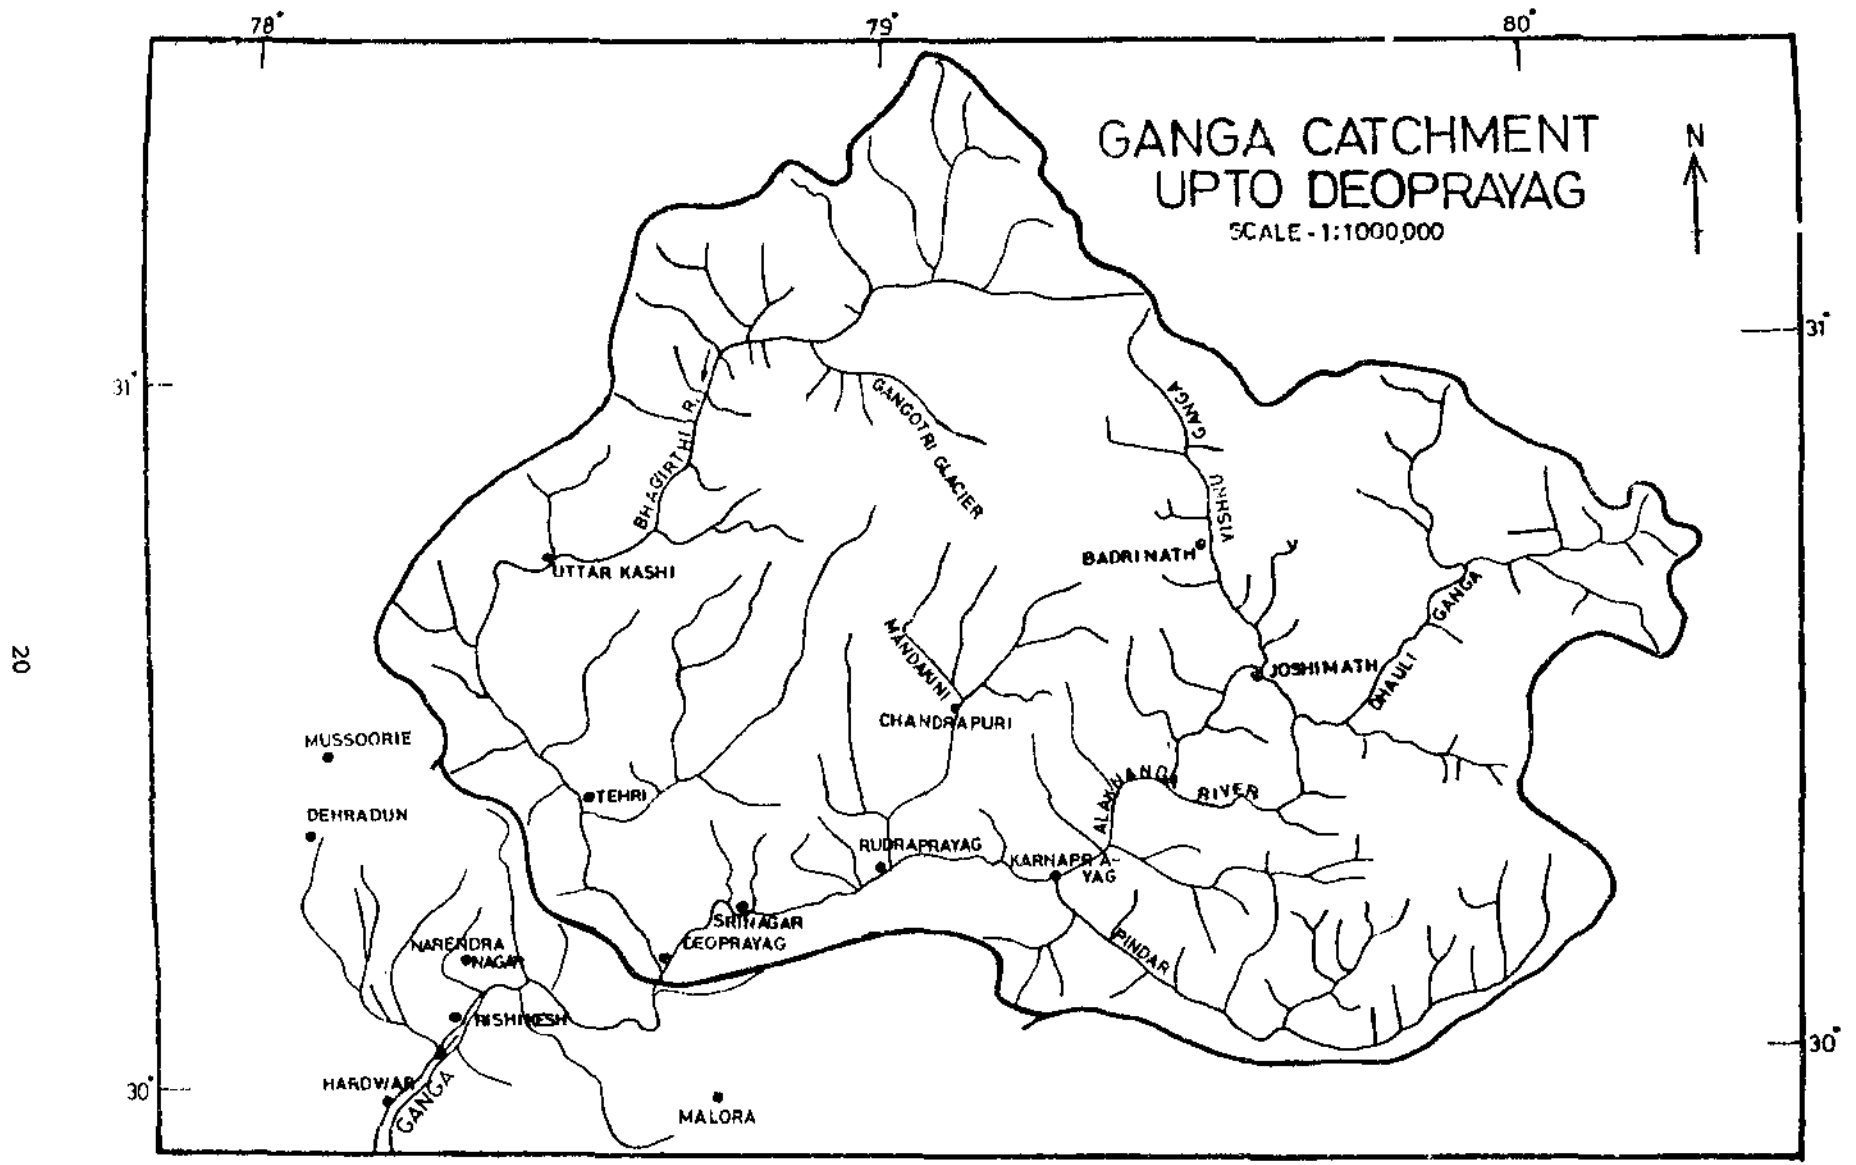 78°
79°
80°
GANGA CATCHMENT
UPTO DEOPRAYAG
SCALE - 1:1000,000
N
31°
31°
GANGOTRI GLACIER
BHAGIRTHI R.
VISHNU GANGA
BADRINATH
UTTAR KASHI
DHAULI GANGA
MANDAKINI
JOSHIMATH
20
CHANDRAPURI
MUSSOORIE
TEHRI
ALAKNANDA RIVER
DEHRADUN
RUDRAPRAYAG
KARNAPRA-
YAG
SRINAGAR
DEOPRAYAG
PINDAR
NARENDRA
NAGAR
RISHIKESH
30°
30°
HARDWAR
GANGA
MALORA